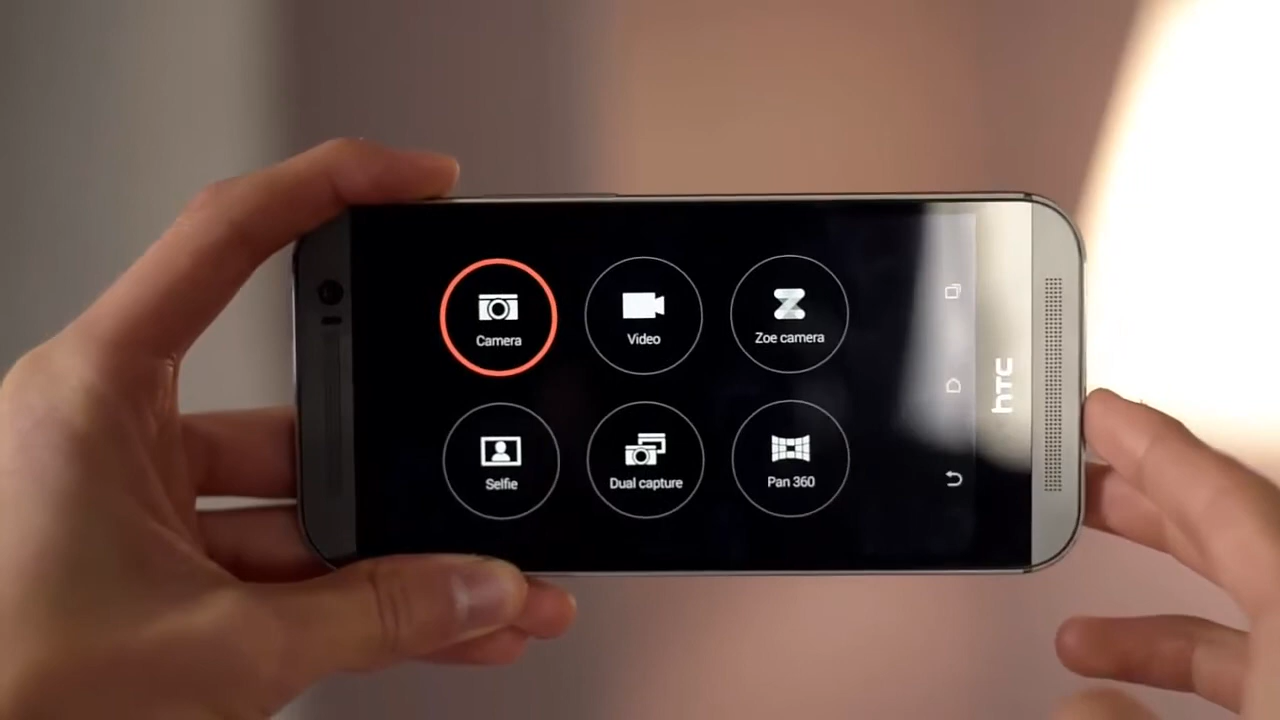 Camera
Video
Zoe camera
Selfie
Dual capture
Pan 360
hTC